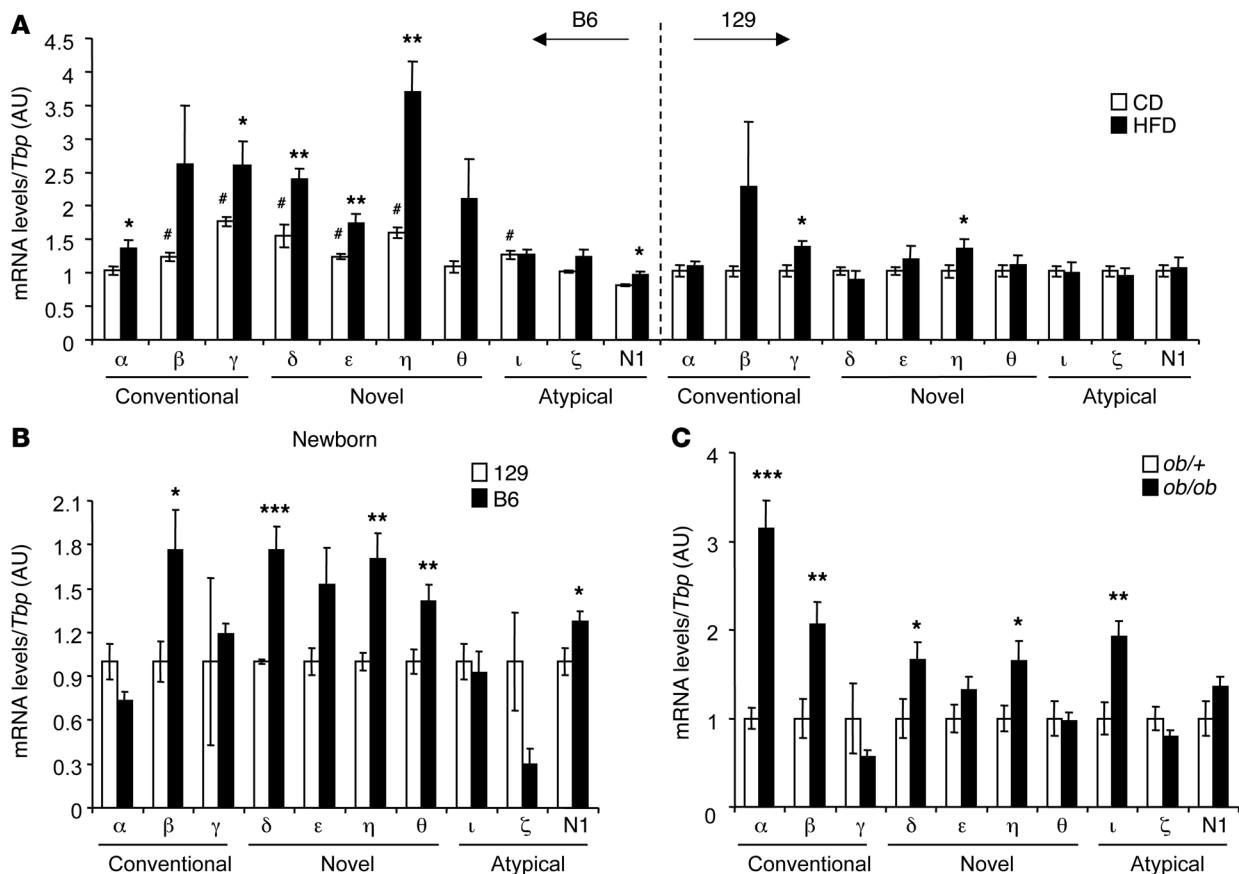 A
B6
129
mRNA levels/Tbp (AU)
4.5
4
3.5
3
2.5
2
1.5
1
0.5
0
CD
HFD
* # # * # ** # ** # ** # * * *
α β γ δ ε η θ ι ζ N1 α β γ δ ε η θ ι ζ N1
Conventional Novel Atypical Conventional Novel Atypical
B
Newborn
129
B6
mRNA levels/Tbp (AU)
2.1
1.8
1.5
1.2
0.9
0.6
0.3
0
* *** ** ** *
α β γ δ ε η θ ι ζ N1
Conventional Novel Atypical
C
ob/+
ob/ob
mRNA levels/Tbp (AU)
4
3
2
1
0
*** ** * * **
α β γ δ ε η θ ι ζ N1
Conventional Novel Atypical